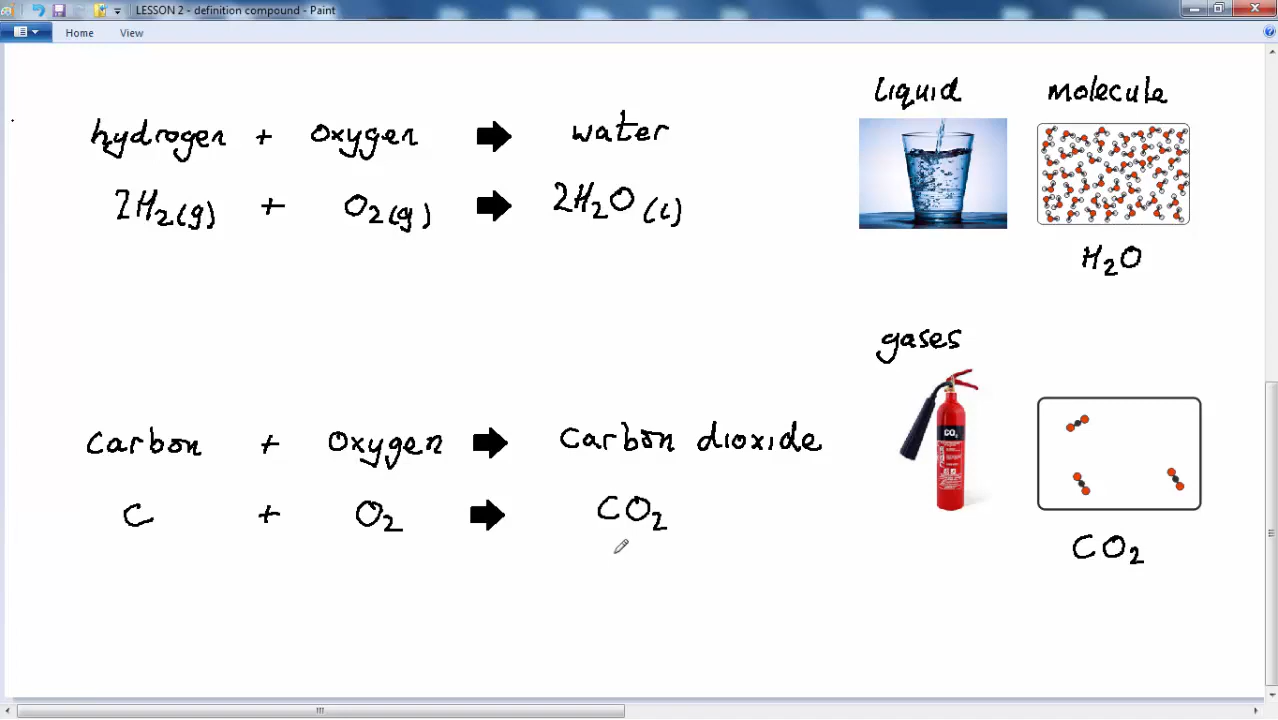 LESSON 2 - definition compound - Paint
Home View
liquid molecule
hydrogen + oxygen → water
2H₂(g) + O₂(g) → 2H₂O (l)
H₂O
gases
CO₂
Carbon + Oxygen → Carbon dioxide
C + O₂ → CO₂
CO₂